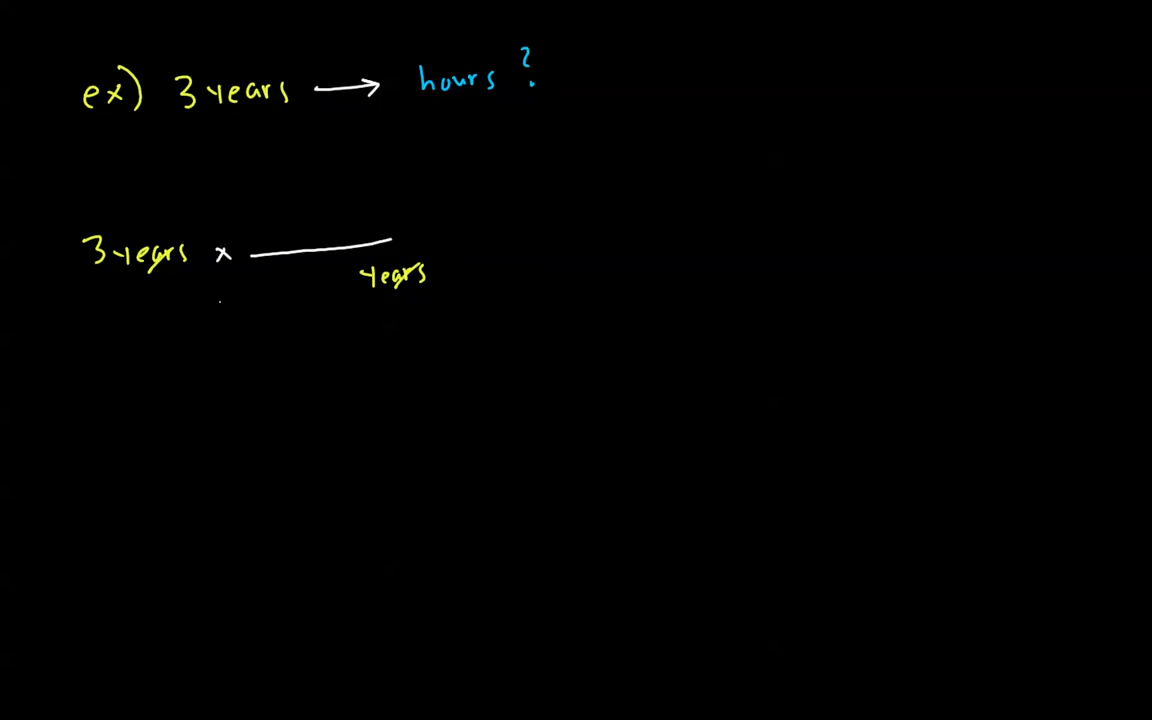 ex) 3 years → hours ?
3 years ×
years